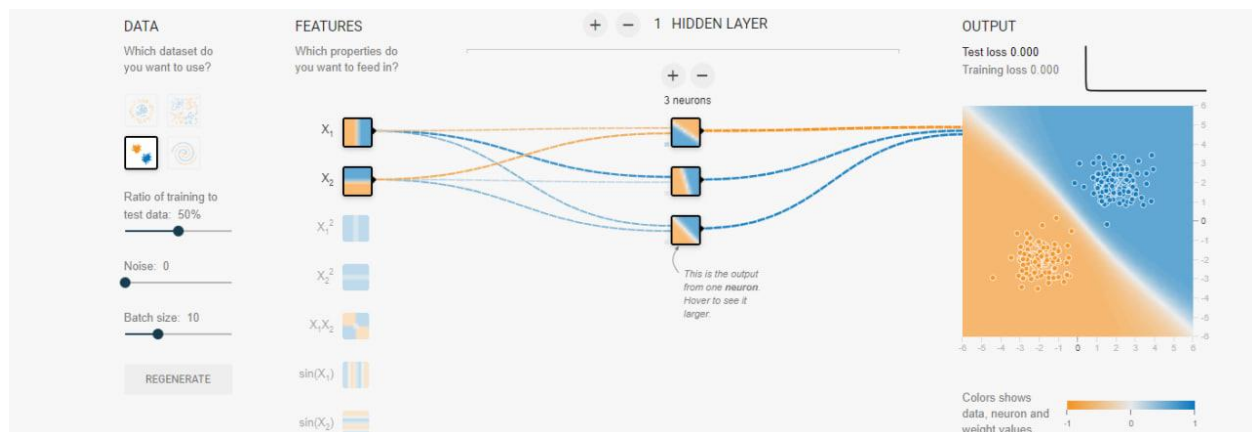 DATA
Which dataset do
you want to use?
Ratio of training to
test data: 50%
Noise: 0
Batch size: 10
REGENERATE
FEATURES
Which properties do
you want to feed in?
X1
X2
X1²
X2²
X1X2
sin(X1)
sin(X2)
+ − 1 HIDDEN LAYER
+ −
3 neurons
This is the output
from one neuron.
Hover to see it
larger.
OUTPUT
Test loss 0.000
Training loss 0.000
6
5
4
3
2
1
0
-1
-2
-3
-4
-5
-6
-6 -5 -4 -3 -2 -1 0 1 2 3 4 5 6
Colors shows
data, neuron and
weight values.
-1 0 1